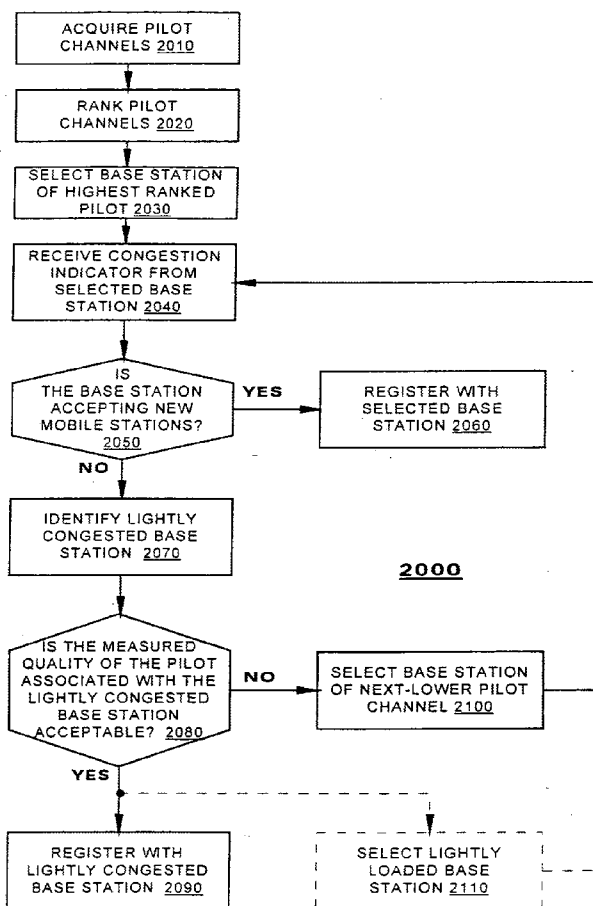 ACQUIRE PILOT
CHANNELS 2010
RANK PILOT
CHANNELS 2020
SELECT BASE STATION
OF HIGHEST RANKED
PILOT 2030
RECEIVE CONGESTION
INDICATOR FROM
SELECTED BASE
STATION 2040
IS
THE BASE STATION
ACCEPTING NEW
MOBILE STATIONS?
2050
YES
REGISTER WITH
SELECTED BASE
STATION 2060
NO
IDENTIFY LIGHTLY
CONGESTED BASE
STATION 2070
2000
IS THE MEASURED
QUALITY OF THE PILOT
ASSOCIATED WITH THE
LIGHTLY CONGESTED
BASE STATION
ACCEPTABLE? 2080
NO
SELECT BASE STATION
OF NEXT-LOWER PILOT
CHANNEL 2100
YES
REGISTER WITH
LIGHTLY CONGESTED
BASE STATION 2090
SELECT LIGHTLY
LOADED BASE
STATION 2110